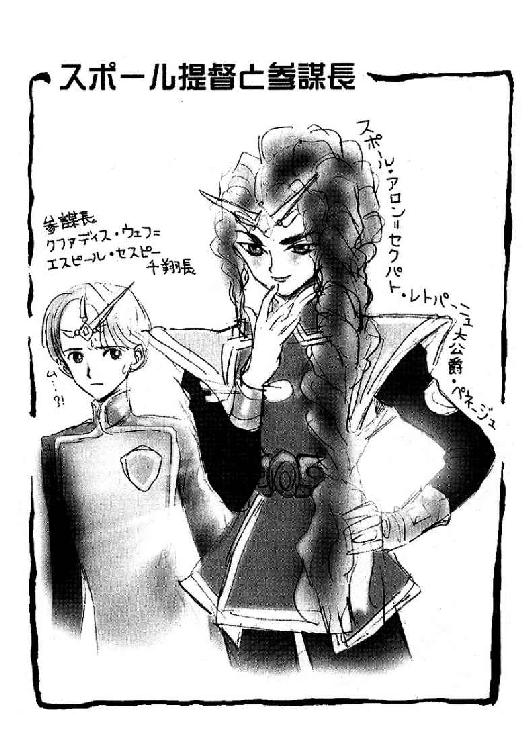 スポール提督と参謀長
スポール・アロン=セクパト・レトパーニュ大公爵・ペネージュ
参謀長
クファディス・ウェフ=
エスピール・セスピー
千翔長
ム…?!